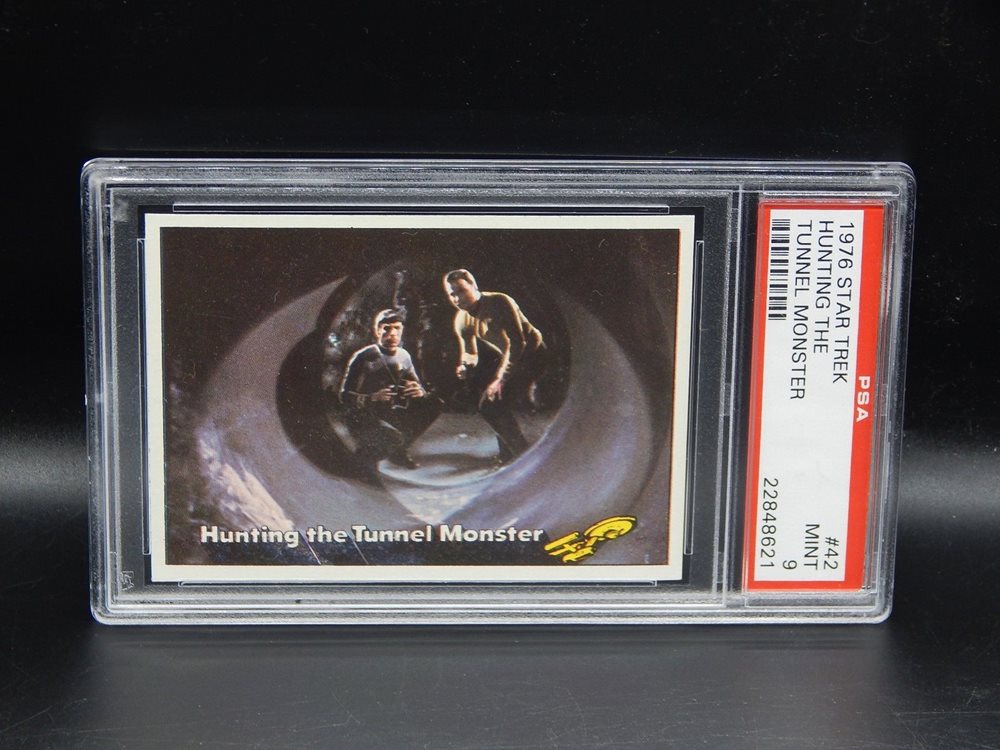 Hunting the Tunnel Monster
1976 STAR TREK
HUNTING THE
TUNNEL MONSTER
PSA
#42
MINT
9
22848621